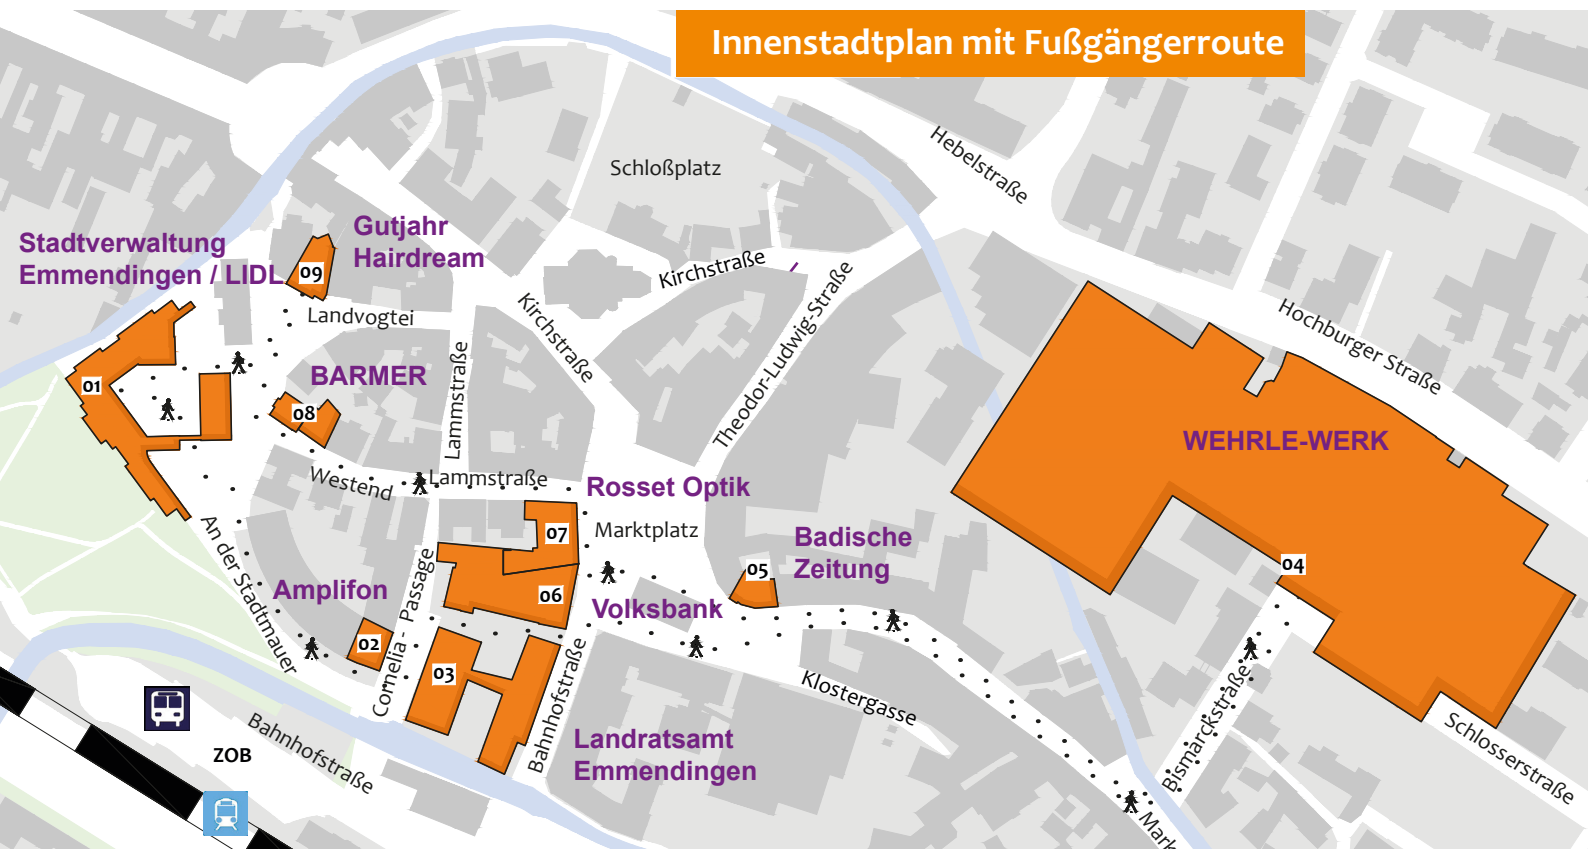 Innenstadtplan mit Fußgängerroute
Hebelstraße
Schloßplatz
Gutjahr
Hairdream
Stadtverwaltung
Emmendingen / LIDL
09
Kirchstraße
Landvogtei
Kirchstraße
Theodor-Ludwig-Straße
Hochburger Straße
01
BARMER
Lammstraße
08
WEHRLE-WERK
Westend
Lammstraße
Rosset Optik
An der Stadtmauer
07
Marktplatz
Badische
Zeitung
05
04
Amplifon
Cornelia - Passage
06
Volksbank
02
03
Bahnhofstraße
Klostergasse
Bismarckstraße
Schlosserstraße
Bahnhofstraße
ZOB
Landratsamt
Emmendingen
Mark